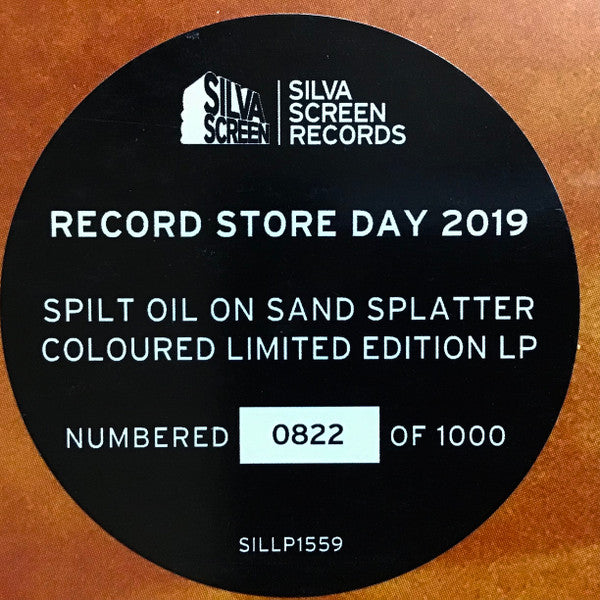 SILVA
SCREEN
SILVA
SCREEN
RECORDS
RECORD STORE DAY 2019
SPILT OIL ON SAND SPLATTER
COLOURED LIMITED EDITION LP
NUMBERED 0822 OF 1000
SILLP1559